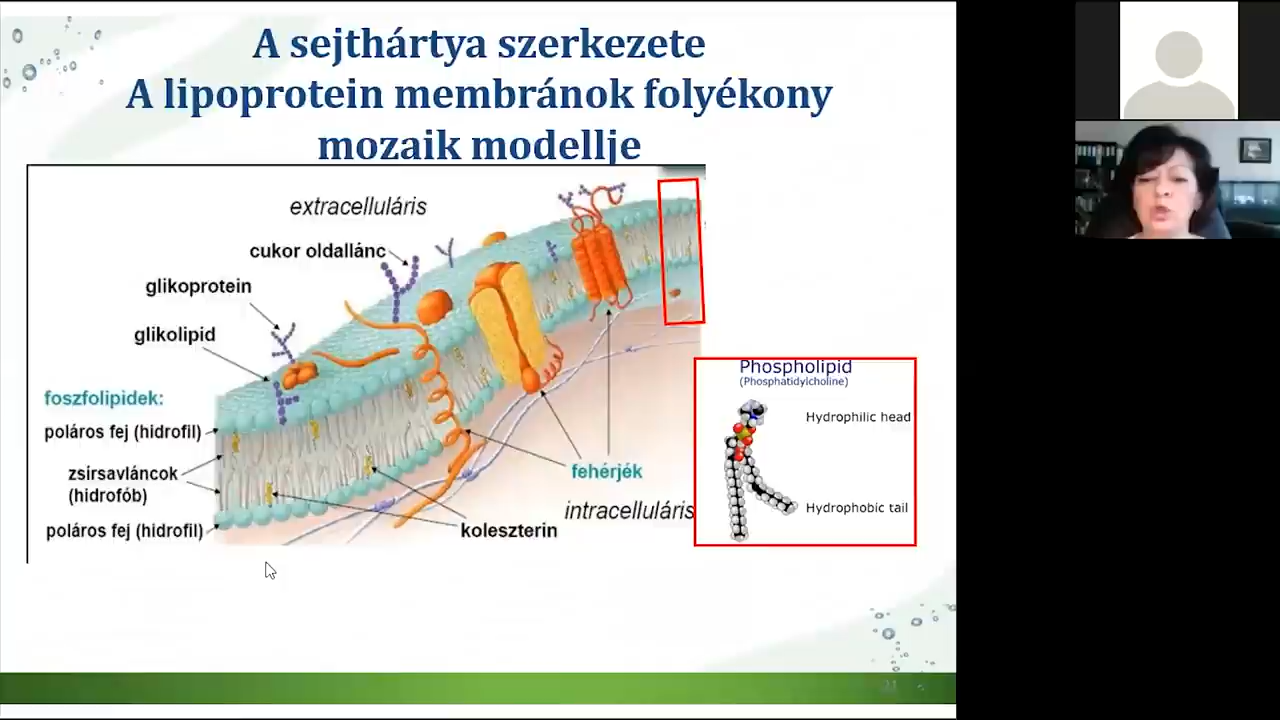 A sejthártya szerkezete
A lipoprotein membránok folyékony
mozaik modellje
extracelluláris
cukor oldallánc
glikoprotein
glikolipid
foszfolipidek:
poláros fej (hidrofil)
zsirsavláncok
(hidrofób)
poláros fej (hidrofil)
fehérjék
intracelluláris
koleszterin
Phospholipid
(Phosphatidylcholine)
Hydrophilic head
Hydrophobic tail